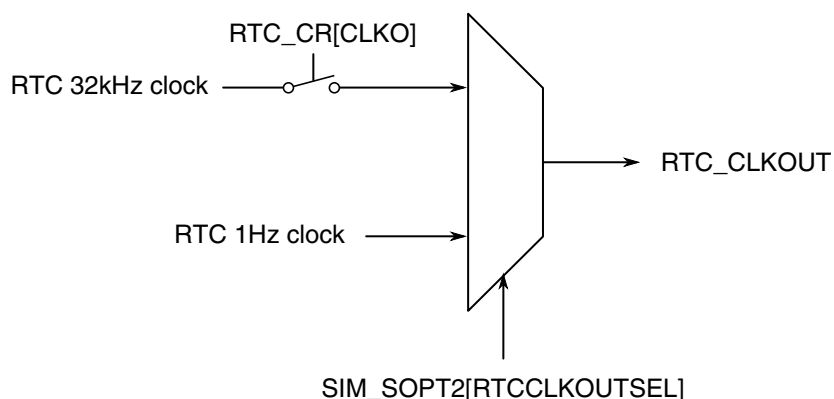 RTC_CR[CLKO]
RTC 32kHz clock
RTC_CLKOUT
RTC 1Hz clock
SIM_SOPT2[RTCCLKOUTSEL]